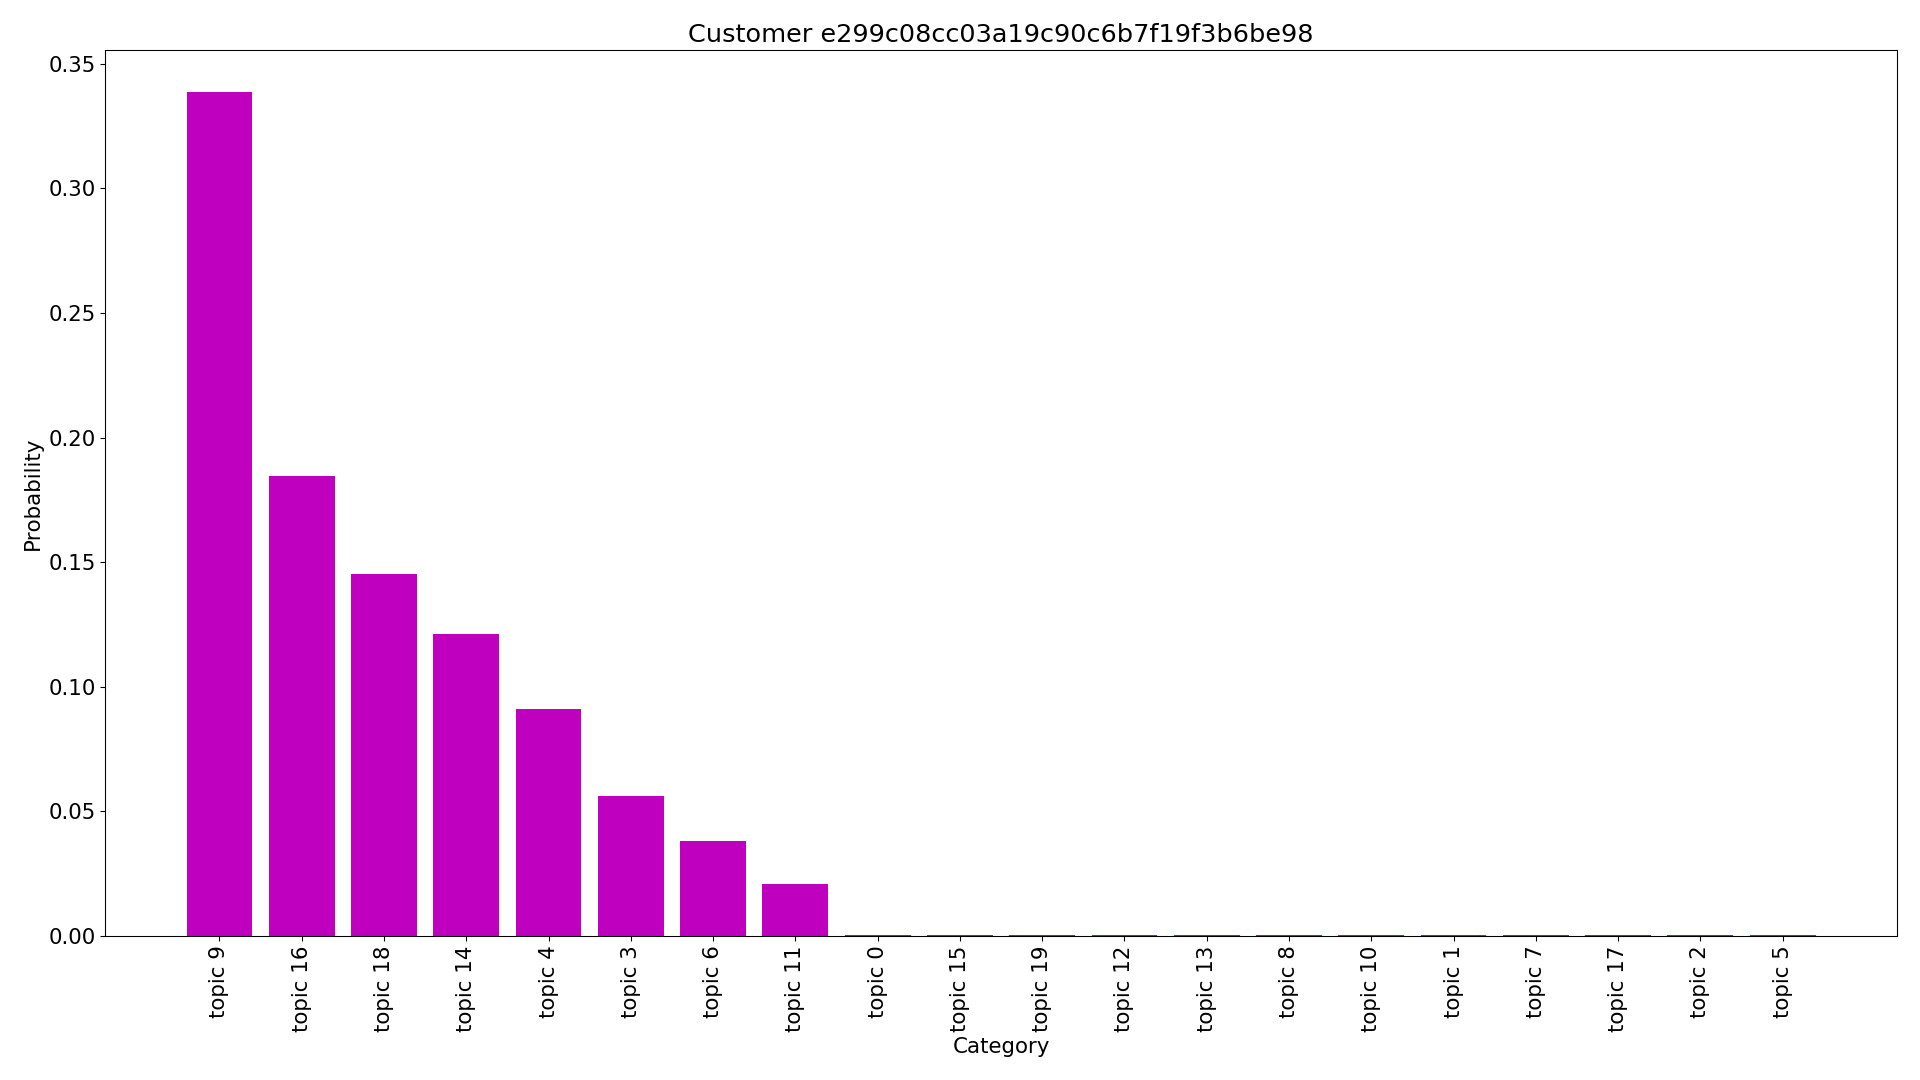 Customer e299c08cc03a19c90c6b7f19f3b6be98
0.35
0.30
0.25
0.20
0.15
0.10
0.05
0.00
Probability
topic 9
topic 16
topic 18
topic 14
topic 4
topic 3
topic 6
topic 11
topic 0
topic 15
topic 19
topic 12
topic 13
topic 8
topic 10
topic 1
topic 7
topic 17
topic 2
topic 5
Category